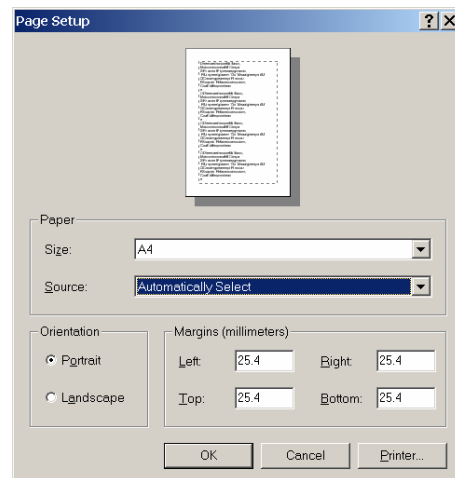 Page Setup
Paper
Size: A4
Source: Automatically Select
Orientation
Portrait
Landscape
Margins (millimeters)
Left: 25.4 Right: 25.4
Top: 25.4 Bottom: 25.4
OK Cancel Printer...